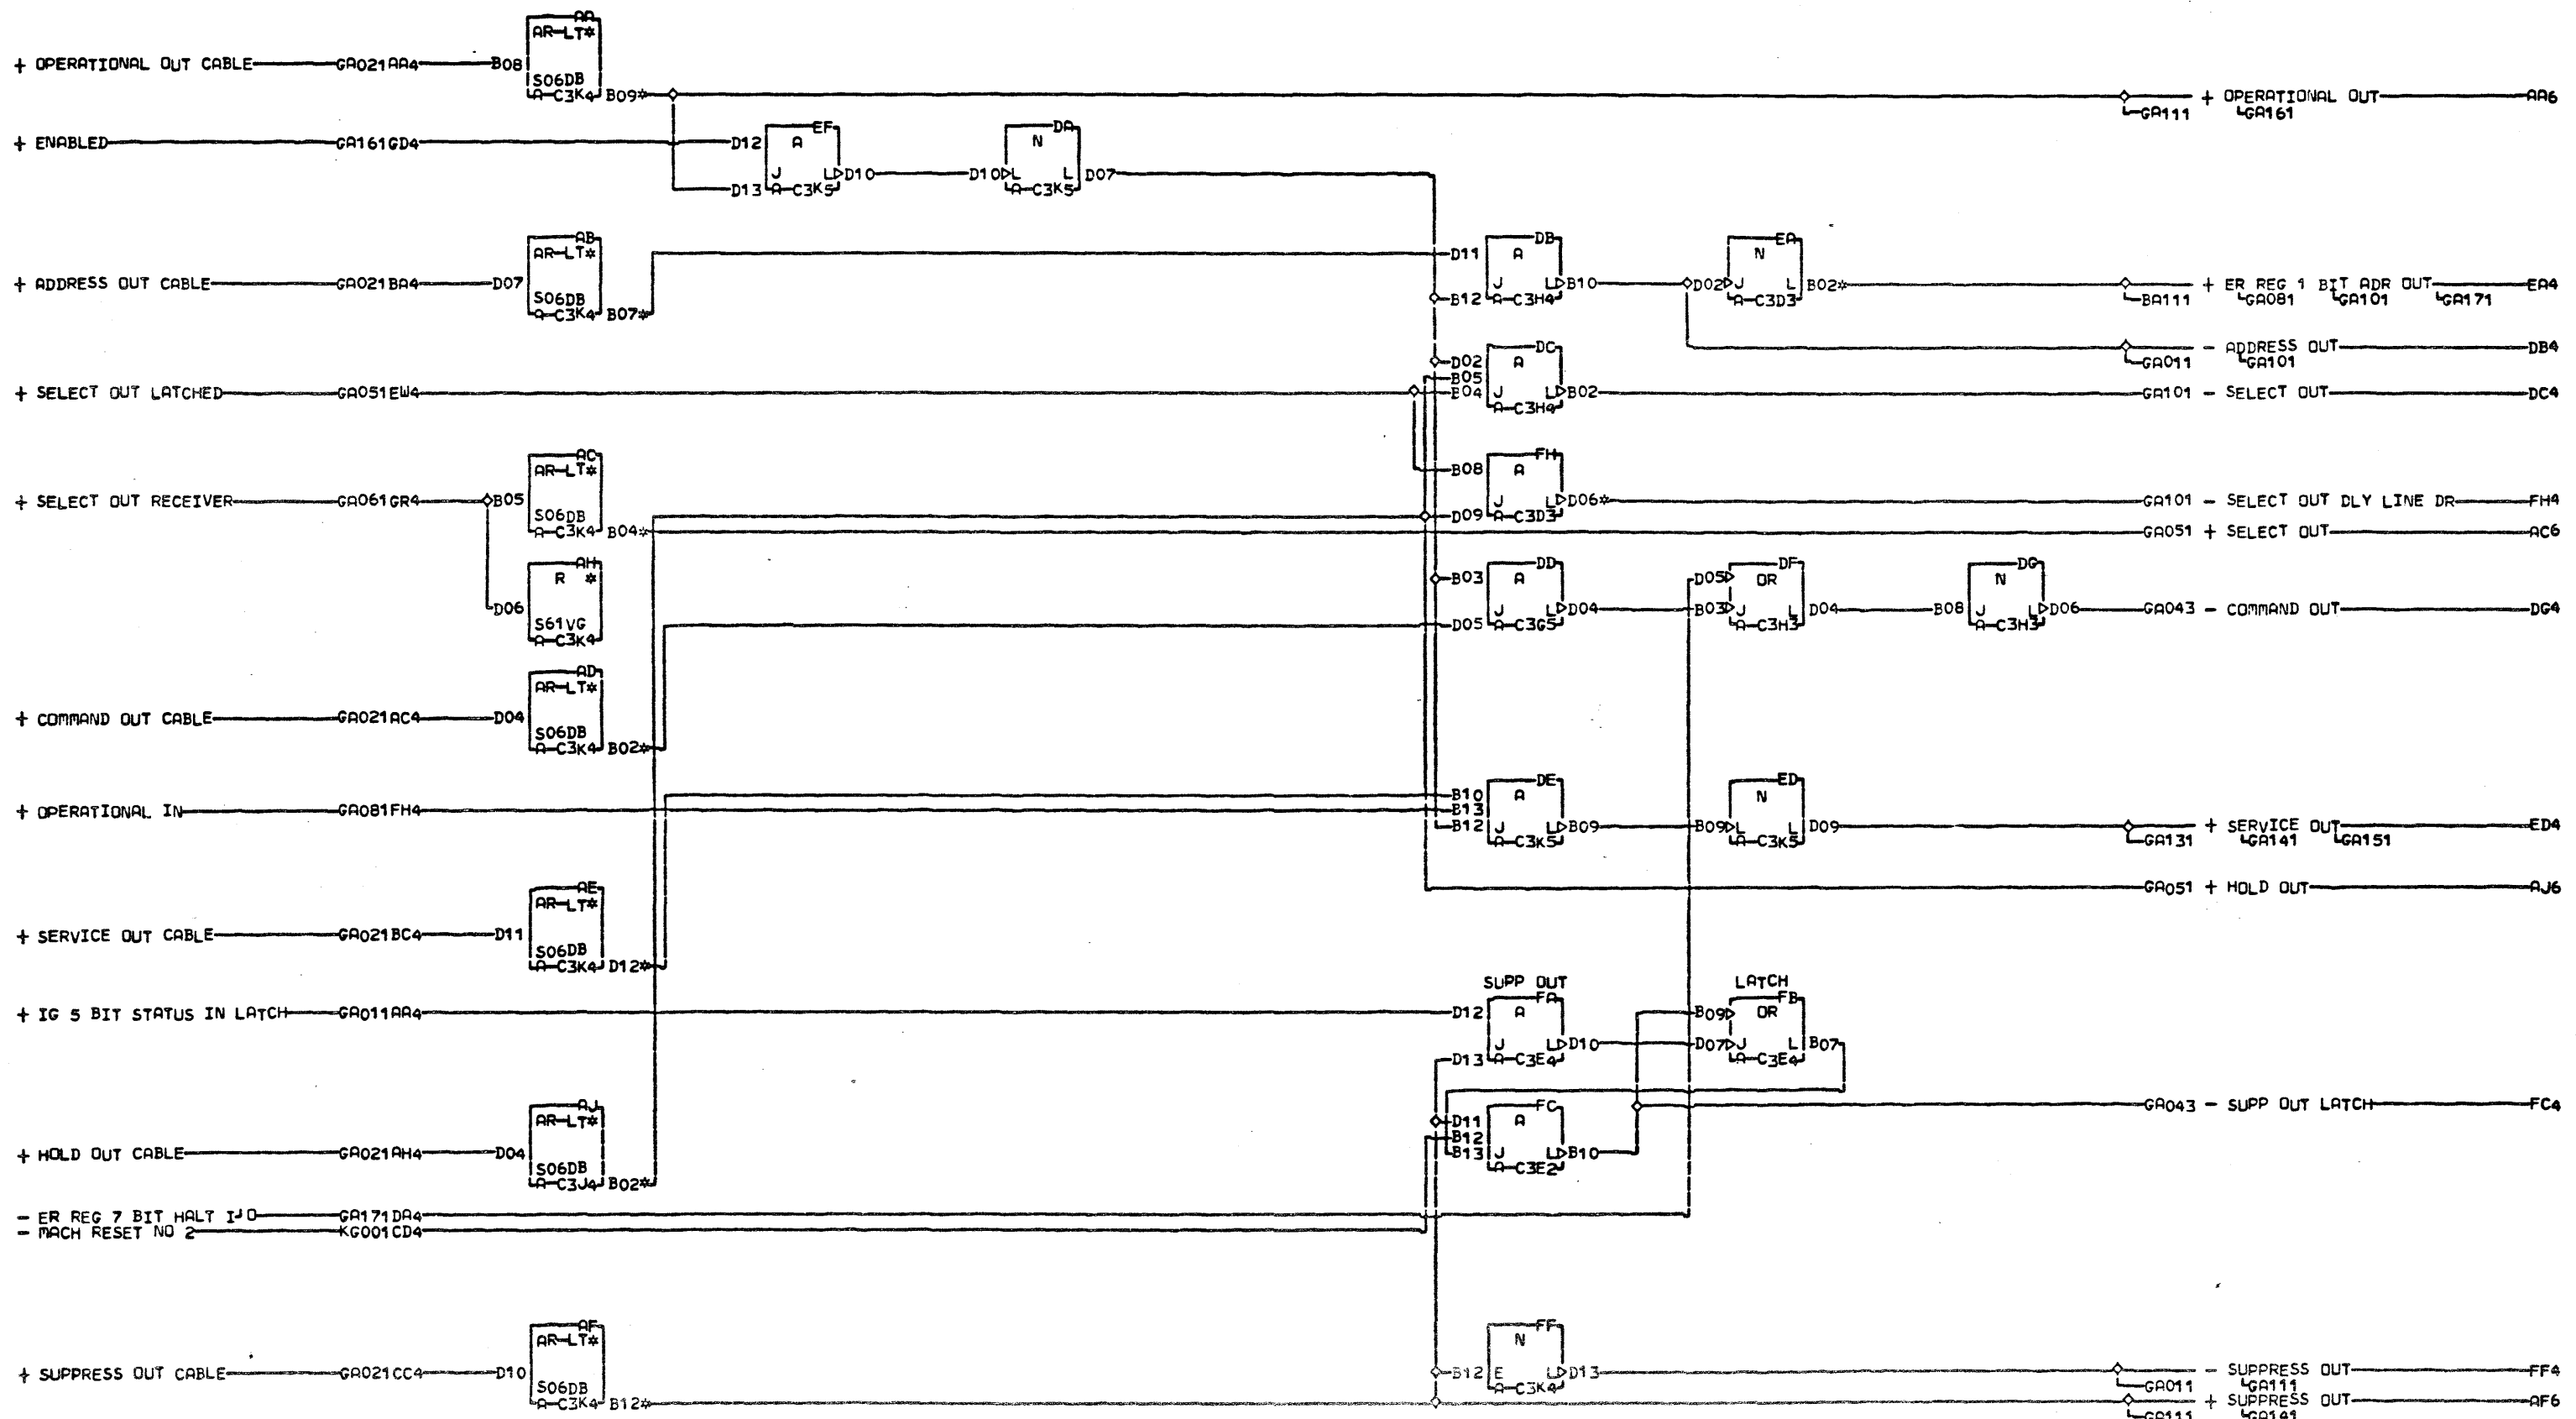 AA
AR-LT*
+ OPERATIONAL OUT CABLE GA021AA4 B08
S06DB
A C3K4 B09*
+ OPERATIONAL OUT AA6
GA111 GA161
EF DA
+ ENABLED GA161GD4 D12 A N
D13 J L D10 D10 L L D07
A C3K5 A C3K5
AB DB EA
AR-LT* D11 A N
+ ADDRESS OUT CABLE GA021BA4 D07 J L B10 D02 J L B02* + ER REG 1 BIT ADR OUT EA4
S06DB B12 A C3H4 A C3D3 BA111 GA081 GA101 GA171
A C3K4 B07*
DC - ADDRESS OUT DB4
D02 A GA011 GA101
B05
+ SELECT OUT LATCHED GA051EW4 B04 J L B02 GA101 - SELECT OUT DC4
A C3H4
AC FH
AR-LT* B08 A
+ SELECT OUT RECEIVER GA061GR4 B05 J L D06* GA101 - SELECT OUT DLY LINE DR FH4
S06DB D09 A C3D3
A C3K4 B04* GA051 + SELECT OUT AC6
AH DD DF DG
R * B03 A D05 OR N
D06 J L D04 B03 J L D04 B08 J L D06 GA043 - COMMAND OUT DG4
S61VG D05 A C3G5 A C3H3 A C3H3
A C3K4
AD
AR-LT*
+ COMMAND OUT CABLE GA021AC4 D04
S06DB
A C3K4 B02*
DE ED
B10 A N
+ OPERATIONAL IN GA081FH4 B13
B12 J L B09 B09 L L D09 + SERVICE OUT ED4
A C3K5 A C3K5 GA131 GA141 GA151
AE GA051 + HOLD OUT AJ6
AR-LT*
+ SERVICE OUT CABLE GA021BC4 D11
S06DB
A C3K4 D12*
SUPP OUT LATCH
FA FB
+ IG 5 BIT STATUS IN LATCH GA011AA4 D12 A B09 OR
J L D10 D07 J L B07
D13 A C3E4 A C3E4
AJ FC
AR-LT* D11 A GA043 - SUPP OUT LATCH FC4
B12
+ HOLD OUT CABLE GA021AH4 D04 B13 J L B10
S06DB A C3E2
A C3J4 B02*
- ER REG 7 BIT HALT I O GA171DA4
- MACH RESET NO 2 KG001CD4
AF FF
AR-LT* N
+ SUPPRESS OUT CABLE GA021CC4 D10 B12 E L D13 - SUPPRESS OUT FF4
S06DB A C3K4 GA011 GA111
A C3K4 B12* + SUPPRESS OUT AF6
GA111 GA141